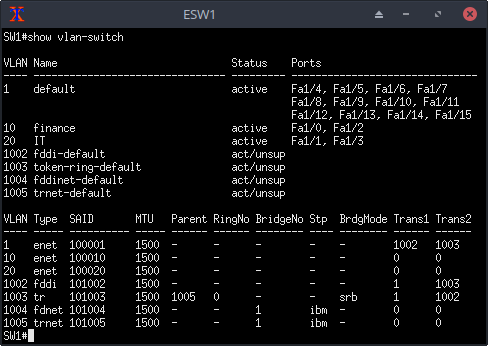 ESW1
SW1#show vlan-switch
VLAN Name                             Status    Ports
---- -------------------------------- --------- -------------------------------
1    default                          active    Fa1/4, Fa1/5, Fa1/6, Fa1/7
                                                Fa1/8, Fa1/9, Fa1/10, Fa1/11
                                                Fa1/12, Fa1/13, Fa1/14, Fa1/15
10   finance                          active    Fa1/0, Fa1/2
20   IT                               active    Fa1/1, Fa1/3
1002 fddi-default                     act/unsup
1003 token-ring-default               act/unsup
1004 fddinet-default                  act/unsup
1005 trnet-default                    act/unsup
VLAN Type  SAID       MTU   Parent RingNo BridgeNo Stp  BrdgMode Trans1 Trans2
---- ----- ---------- ----- ------ ------ -------- ---- -------- ------ ------
1    enet  100001     1500  -      -      -        -    -        1002   1003
10   enet  100010     1500  -      -      -        -    -        0      0
20   enet  100020     1500  -      -      -        -    -        0      0
1002 fddi  101002     1500  -      -      -        -    -        1      1003
1003 tr    101003     1500  1005   0      -        -    srb      1      1002
1004 fdnet 101004     1500  -      -      1        ibm  -        0      0
1005 trnet 101005     1500  -      -      1        ibm  -        0      0
SW1#